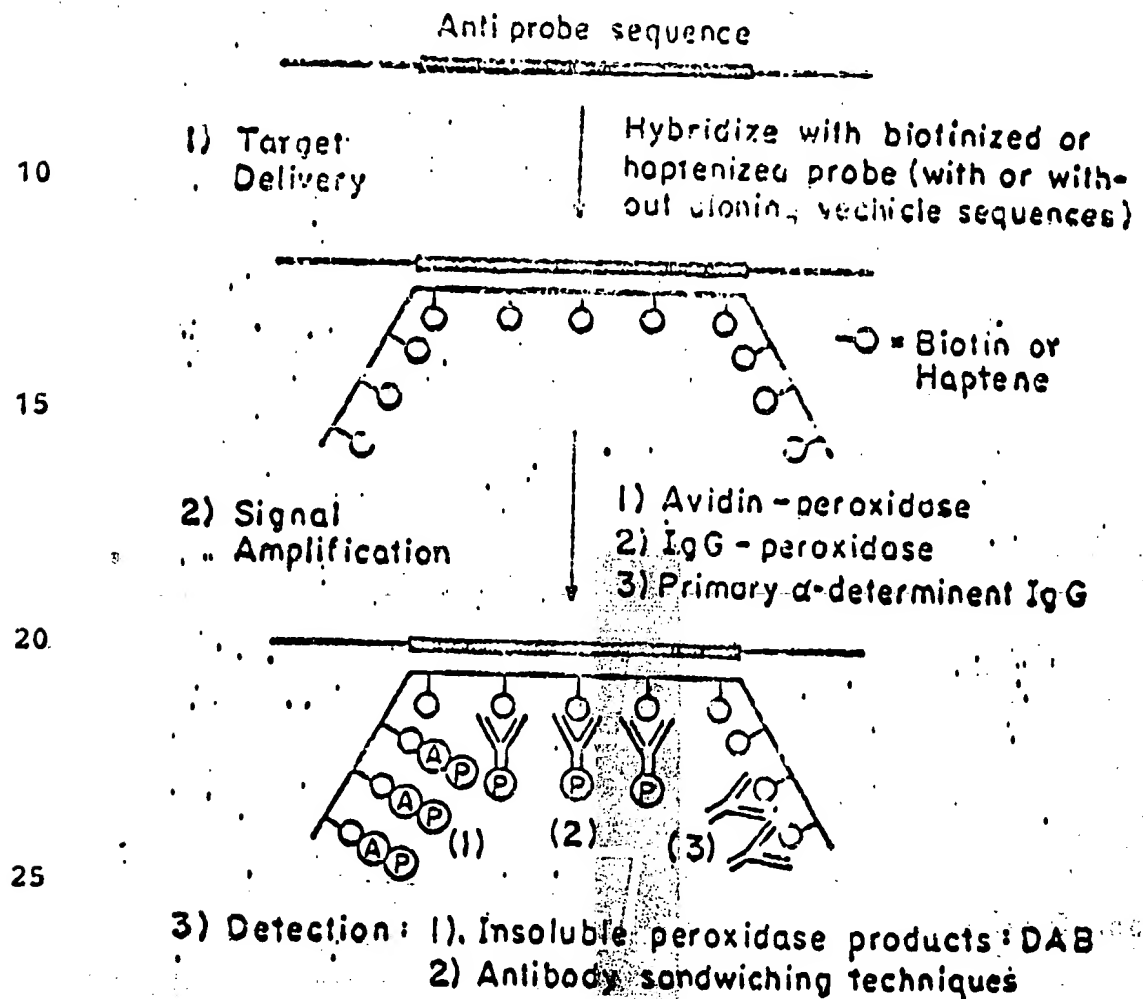 Anti probe sequence
1) Target
Delivery
Hybridize with biotinized or
haptenized probe (with or with-
out cloning vechicle sequences)
10
-O = Biotin or
Haptene
15
2) Signal
Amplification
1) Avidin-peroxidase
2) IgG-peroxidase
3) Primary α-determinent IgG
20
A P
A P
A P
P
P
P
(1)
(2)
(3)
25
3) Detection: 1). Insoluble peroxidase products: DAB
2) Antibody sandwiching techniques